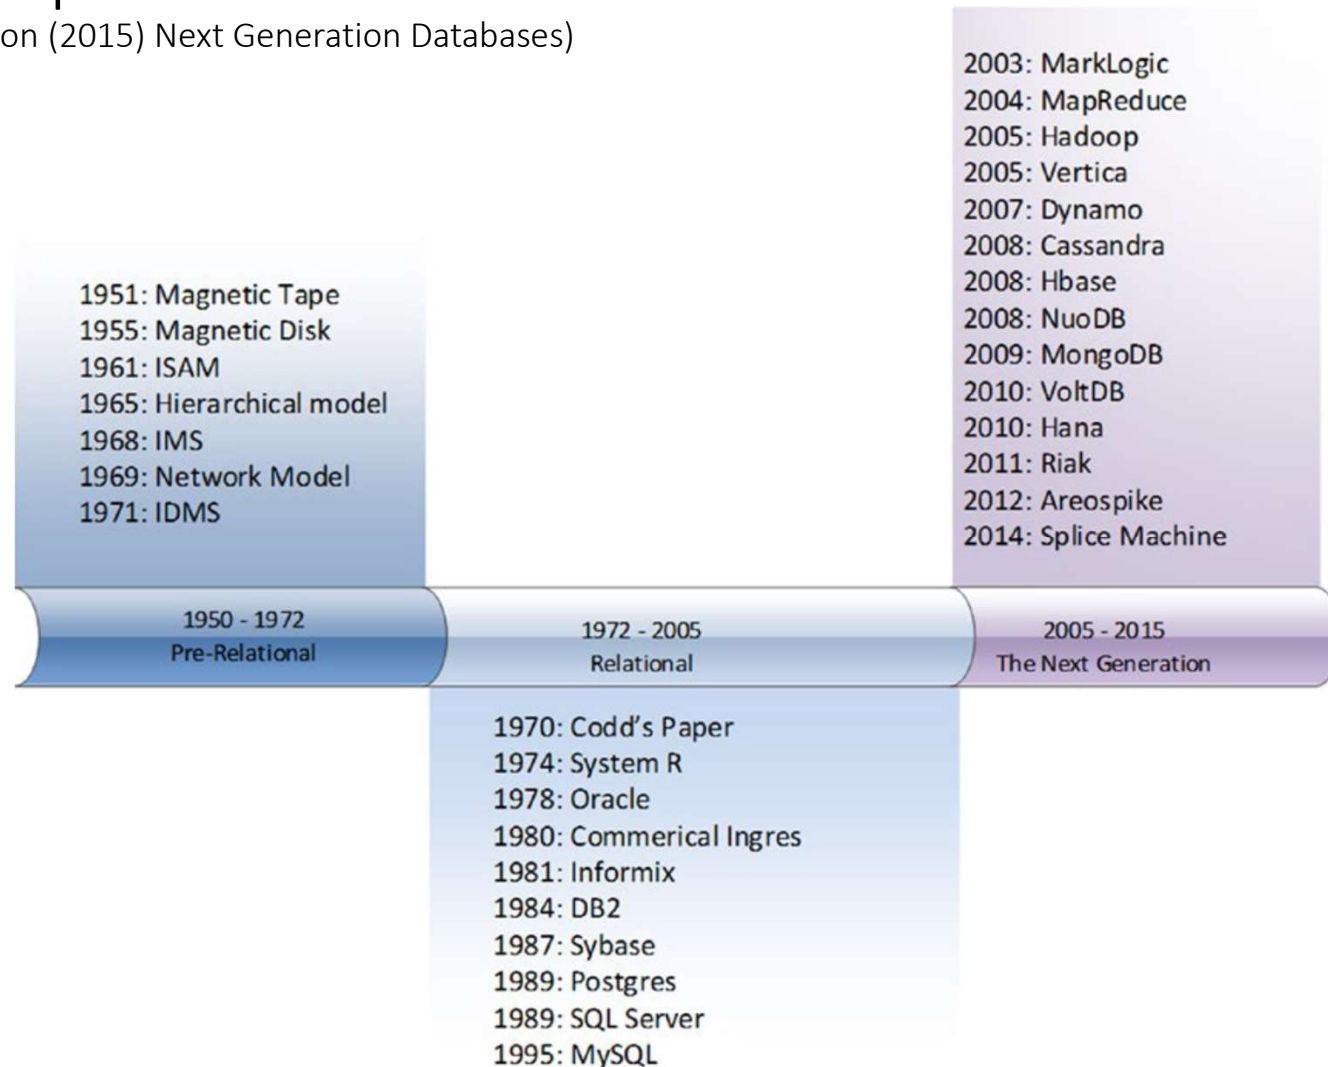 on (2015) Next Generation Databases)
1951: Magnetic Tape
1955: Magnetic Disk
1961: ISAM
1965: Hierarchical model
1968: IMS
1969: Network Model
1971: IDMS
2003: MarkLogic
2004: MapReduce
2005: Hadoop
2005: Vertica
2007: Dynamo
2008: Cassandra
2008: Hbase
2008: NuoDB
2009: MongoDB
2010: VoltDB
2010: Hana
2011: Riak
2012: Areospike
2014: Splice Machine
1950 - 1972
Pre-Relational
1972 - 2005
Relational
2005 - 2015
The Next Generation
1970: Codd’s Paper
1974: System R
1978: Oracle
1980: Commerical Ingres
1981: Informix
1984: DB2
1987: Sybase
1989: Postgres
1989: SQL Server
1995: MySQL